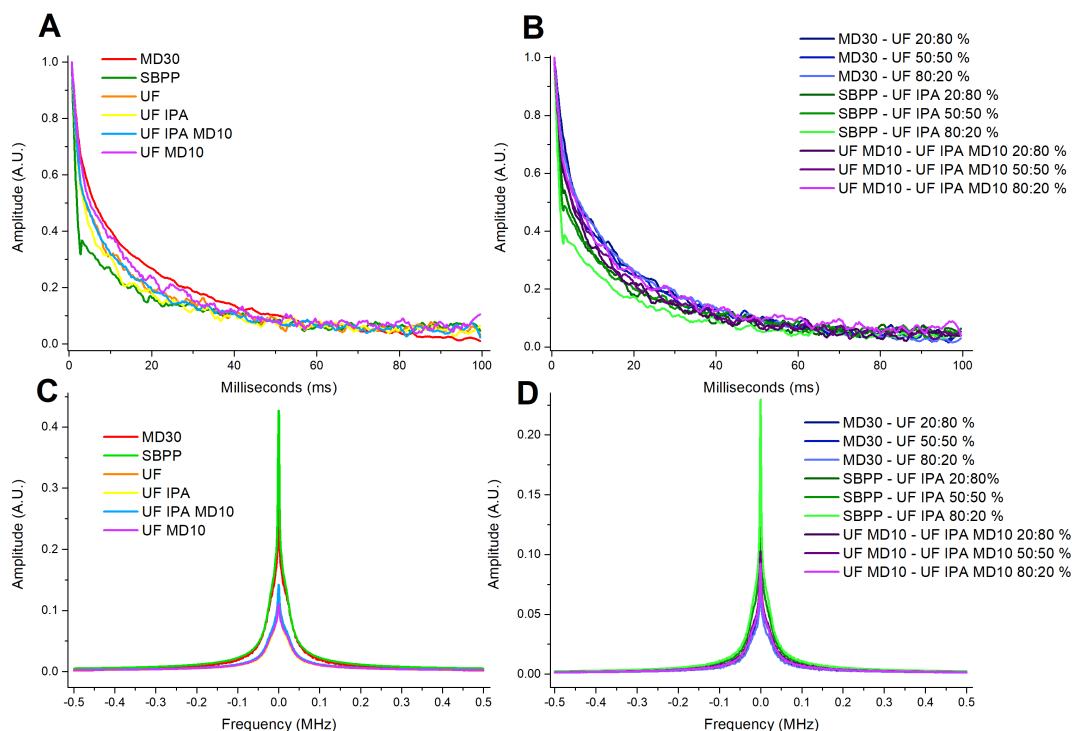 A
MD30
SBPP
UF
UF IPA
UF IPA MD10
UF MD10
Amplitude (A.U.)
1.0
0.8
0.6
0.4
0.2
0.0
0 20 40 60 80 100
Milliseconds (ms)
B
MD30 - UF 20:80 %
MD30 - UF 50:50 %
MD30 - UF 80:20 %
SBPP - UF IPA 20:80 %
SBPP - UF IPA 50:50 %
SBPP - UF IPA 80:20 %
UF MD10 - UF IPA MD10 20:80 %
UF MD10 - UF IPA MD10 50:50 %
UF MD10 - UF IPA MD10 80:20 %
Amplitude (A.U.)
1.0
0.8
0.6
0.4
0.2
0.0
0 20 40 60 80 100
Milliseconds (ms)
C
MD30
SBPP
UF
UF IPA
UF IPA MD10
UF MD10
Amplitude (A.U.)
0.4
0.3
0.2
0.1
0.0
-0.5 -0.4 -0.3 -0.2 -0.1 0.0 0.1 0.2 0.3 0.4 0.5
Frequency (MHz)
D
MD30 - UF 20:80 %
MD30 - UF 50:50 %
MD30 - UF 80:20 %
SBPP - UF IPA 20:80%
SBPP - UF IPA 50:50 %
SBPP - UF IPA 80:20 %
UF MD10 - UF IPA MD10 20:80 %
UF MD10 - UF IPA MD10 50:50 %
UF MD10 - UF IPA MD10 80:20 %
Amplitude (A.U.)
0.20
0.15
0.10
0.05
0.00
-0.5 -0.4 -0.3 -0.2 -0.1 0.0 0.1 0.2 0.3 0.4 0.5
Frequency (MHz)